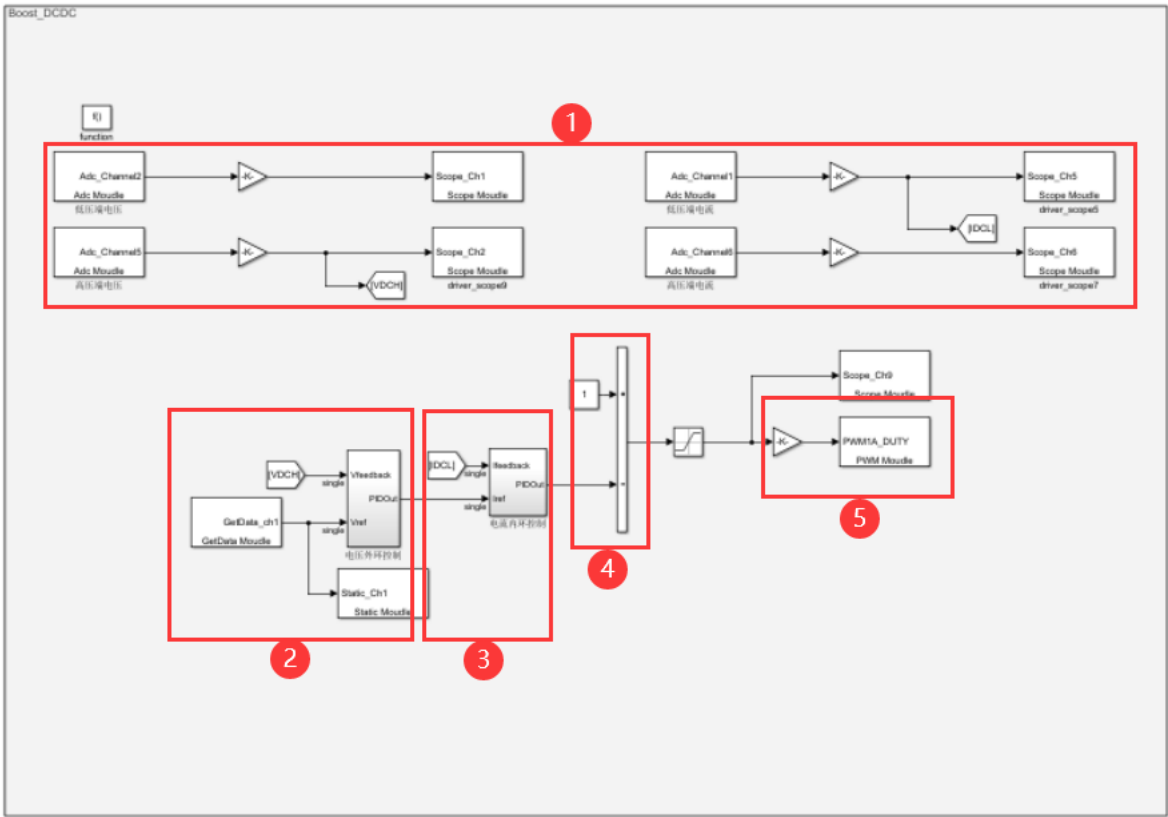 Boost_DCDC
f()
function
1
Adc_Channel2
Adc Moudle
低压端电压
-K-
Scope_Ch1
Scope Moudle
Adc_Channel1
Adc Moudle
低压端电流
-K-
Scope_Ch5
Scope Moudle
driver_scope5
[IDCL]
Adc_Channel5
Adc Moudle
高压端电压
-K-
[VDCH]
Scope_Ch2
Scope Moudle
driver_scope9
Adc_Channel6
Adc Moudle
高压端电流
-K-
Scope_Ch6
Scope Moudle
driver_scope7
[VDCH]
single
GetData_ch1
GetData Moudle
single
Vfeedback
PIDOut
Vref
电压外环控制
Static_Ch1
Static Moudle
2
[IDCL]
single
single
Ifeedback
PIDOut
Iref
电流内环控制
3
1
4
Scope_Ch9
Scope Moudle
-K-
PWM1A_DUTY
PWM Moudle
5